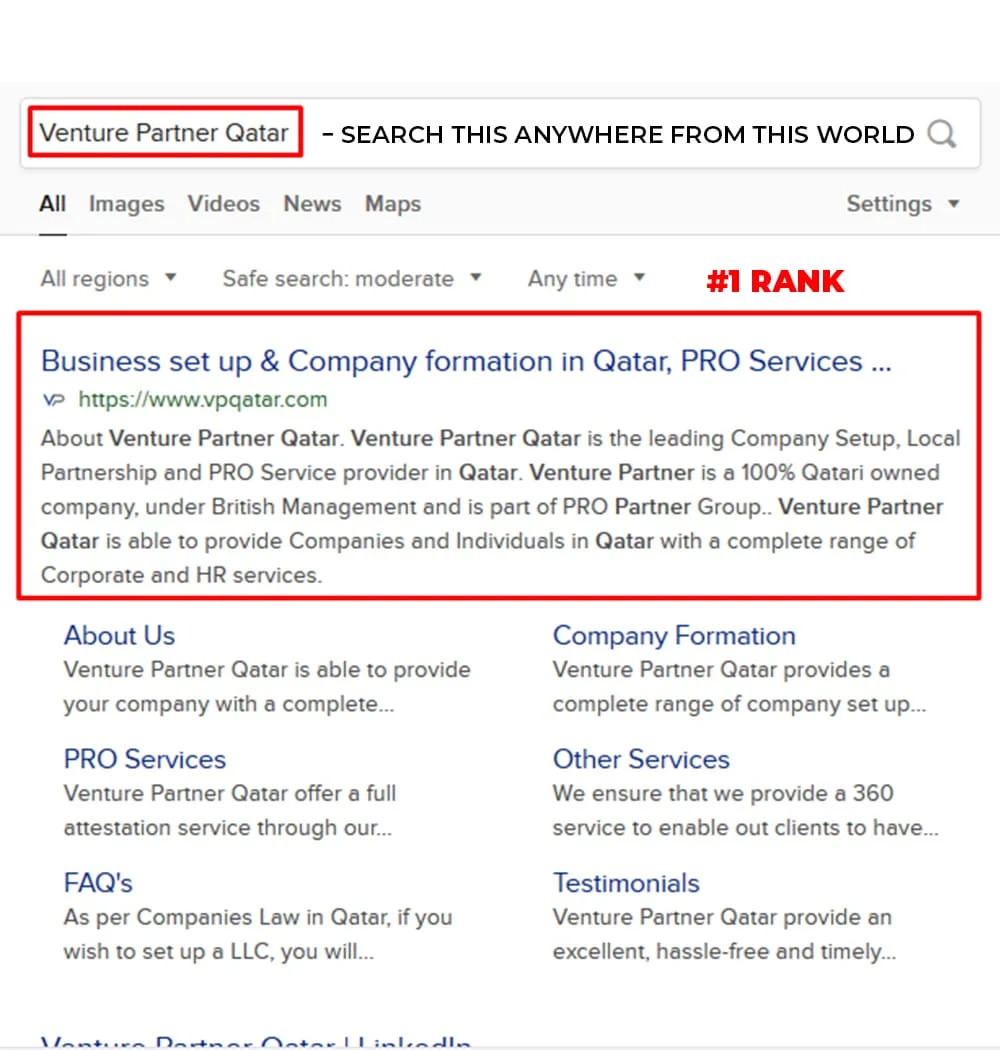 Venture Partner Qatar - SEARCH THIS ANYWHERE FROM THIS WORLD
All Images Videos News Maps Settings
All regions Safe search: moderate Any time #1 RANK
Business set up & Company formation in Qatar, PRO Services ...
VP https://www.vpqatar.com
About Venture Partner Qatar. Venture Partner Qatar is the leading Company Setup, Local
Partnership and PRO Service provider in Qatar. Venture Partner is a 100% Qatari owned
company, under British Management and is part of PRO Partner Group.. Venture Partner
Qatar is able to provide Companies and Individuals in Qatar with a complete range of
Corporate and HR services.
About Us
Venture Partner Qatar is able to provide
your company with a complete...
Company Formation
Venture Partner Qatar provides a
complete range of company set up...
PRO Services
Venture Partner Qatar offer a full
attestation service through our...
Other Services
We ensure that we provide a 360
service to enable out clients to have...
FAQ's
As per Companies Law in Qatar, if you
wish to set up a LLC, you will...
Testimonials
Venture Partner Qatar provide an
excellent, hassle-free and timely...
Venture Partner Qatar | LinkedIn